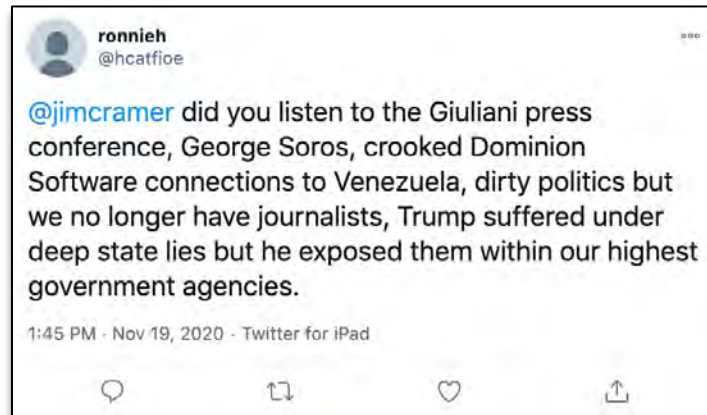 ronnieh
@hcatfioe
@jimcramer did you listen to the Giuliani press
conference, George Soros, crooked Dominion
Software connections to Venezuela, dirty politics but
we no longer have journalists, Trump suffered under
deep state lies but he exposed them within our highest
government agencies.
1:45 PM · Nov 19, 2020 · Twitter for iPad